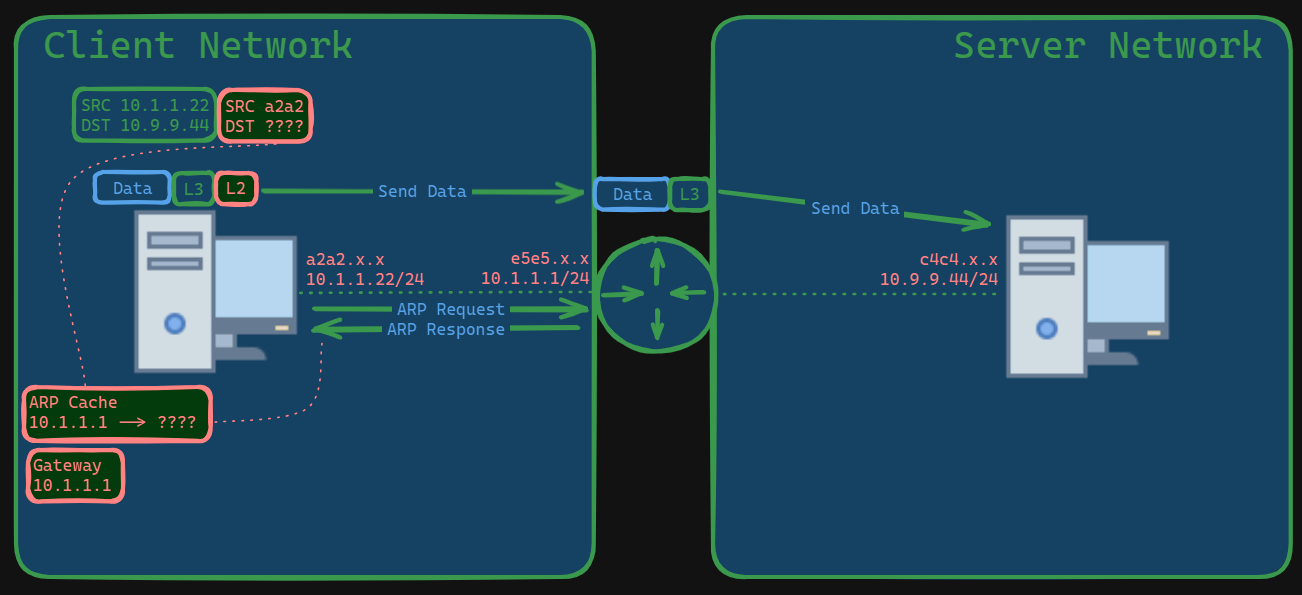 Client Network
Server Network
SRC 10.1.1.22
DST 10.9.9.44
SRC a2a2
DST ????
Data
L3
L2
Send Data
Data
L3
Send Data
a2a2.x.x
10.1.1.22/24
e5e5.x.x
10.1.1.1/24
c4c4.x.x
10.9.9.44/24
ARP Request
ARP Response
ARP Cache
10.1.1.1 ⟶ ????
Gateway
10.1.1.1